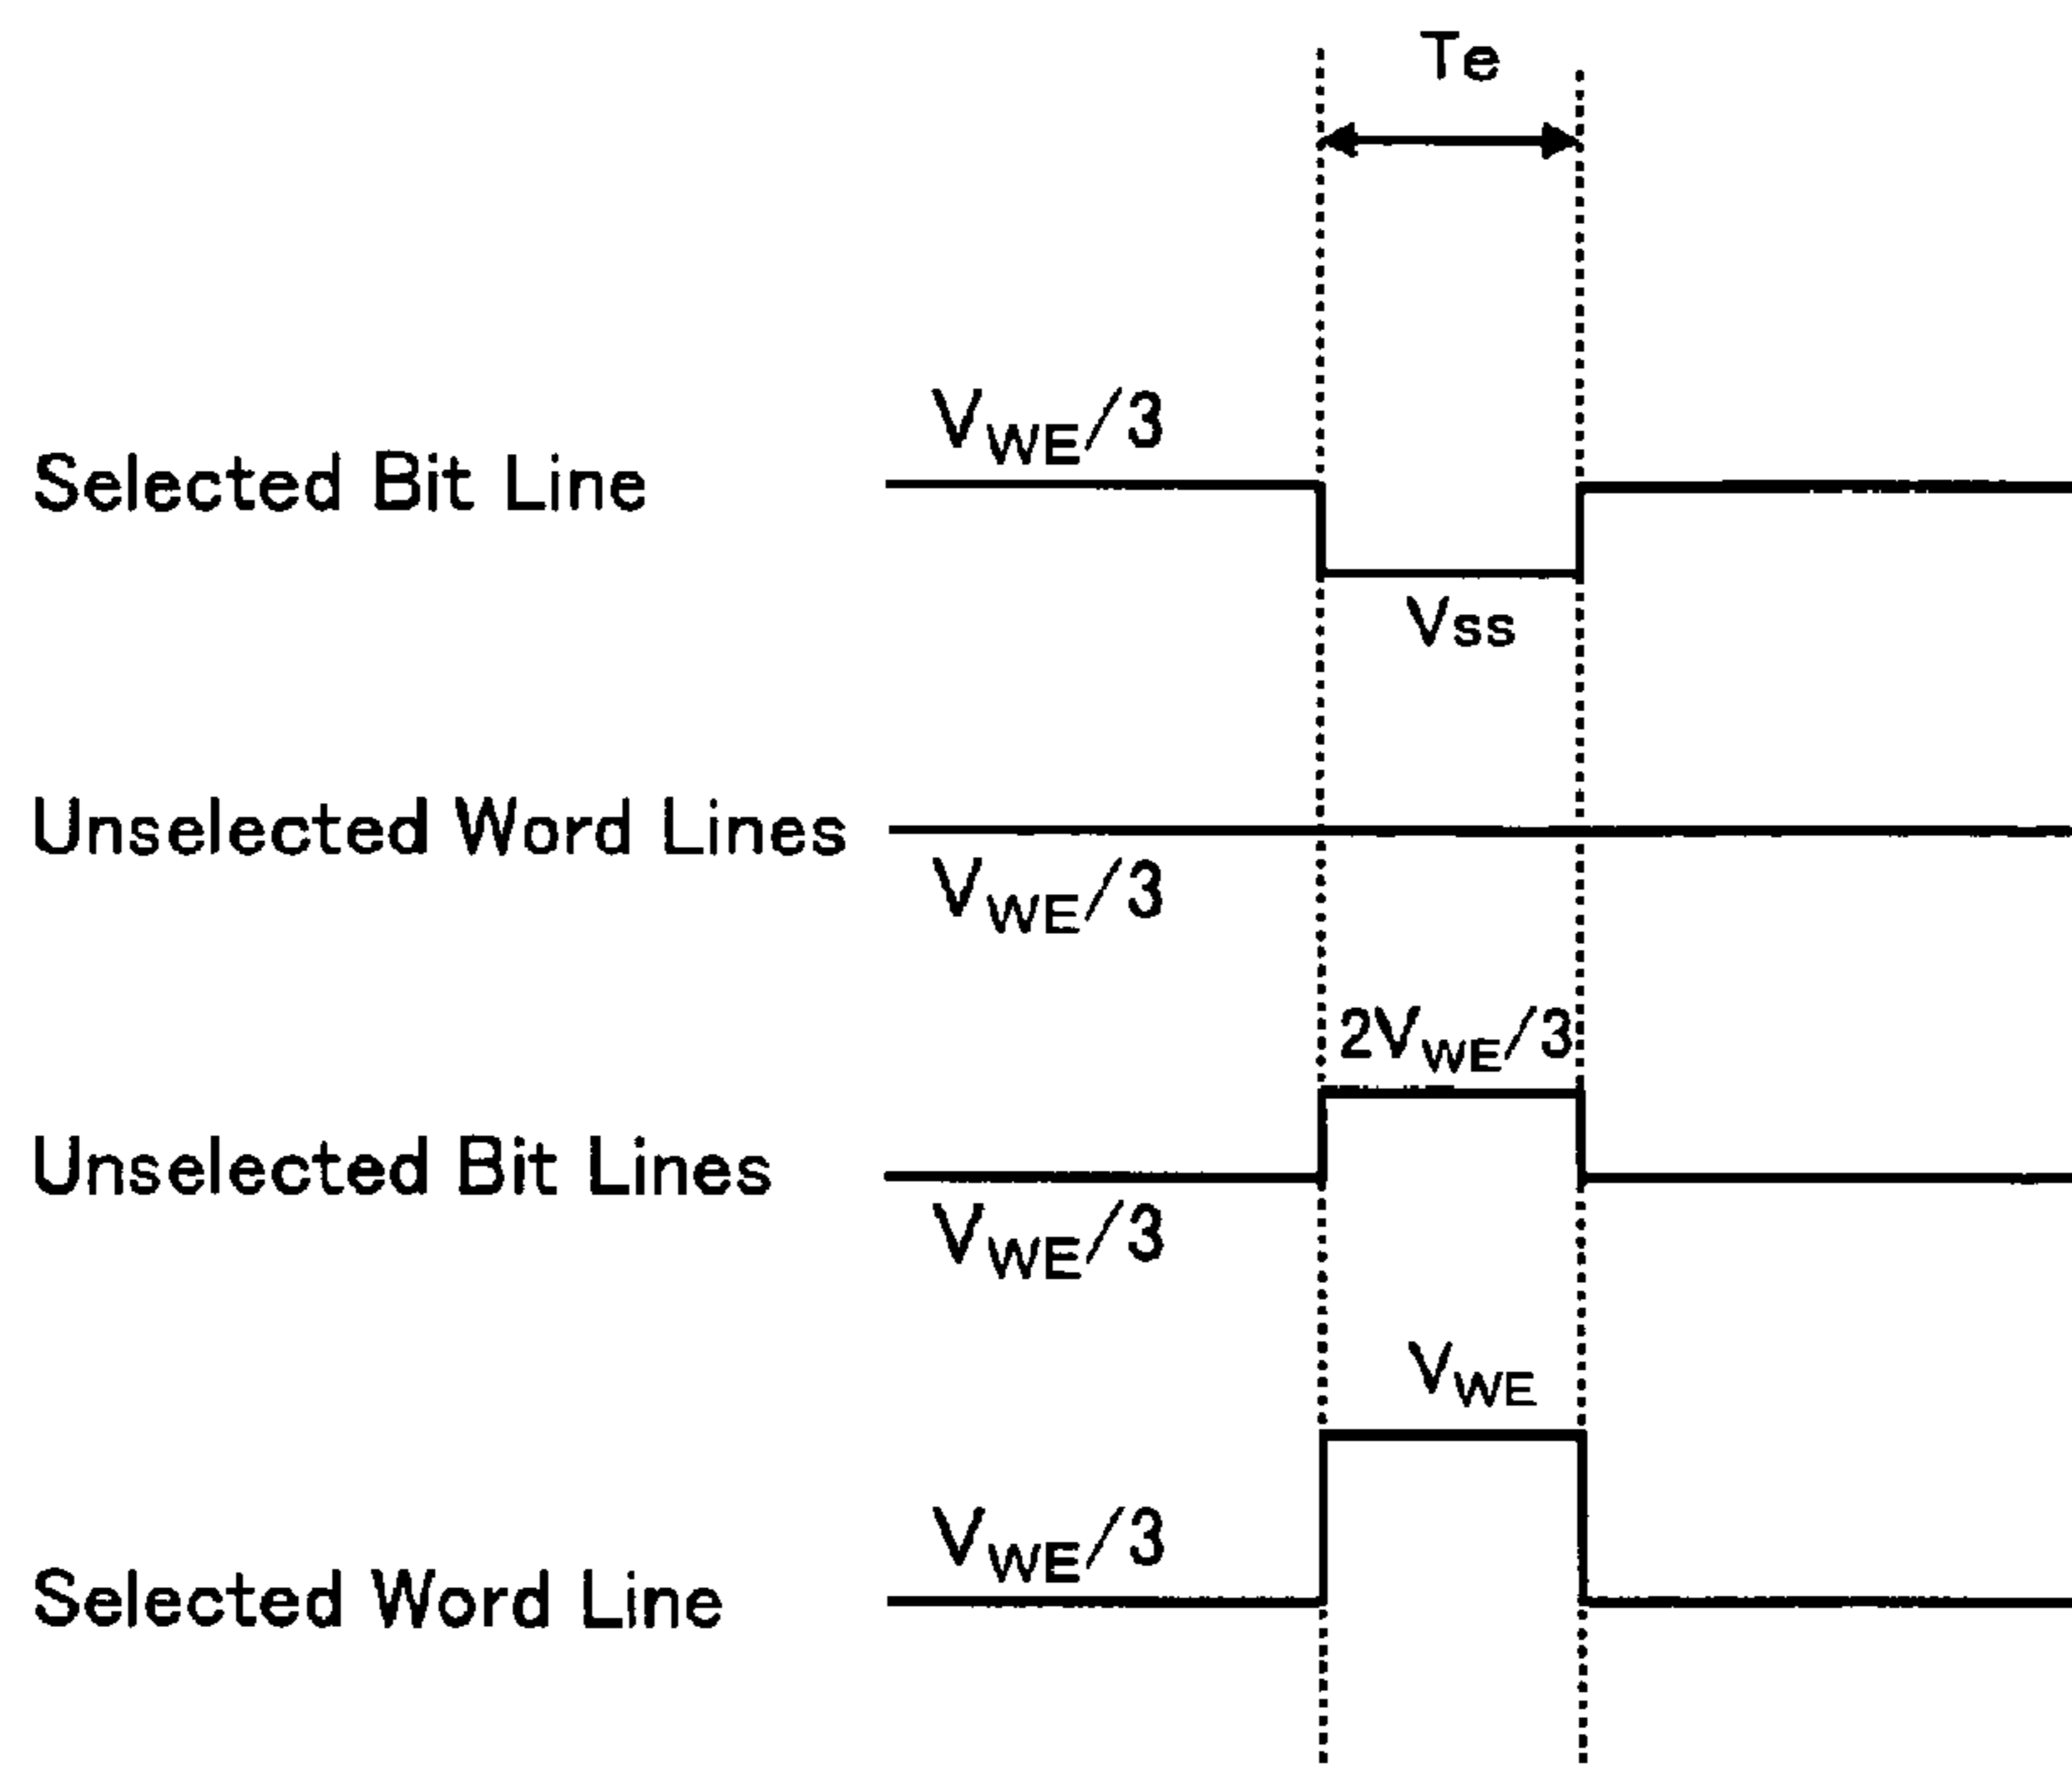 Te
V_WE/3
Selected Bit Line
Vss
Unselected Word Lines
V_WE/3
2V_WE/3
Unselected Bit Lines
V_WE/3
V_WE
V_WE/3
Selected Word Line